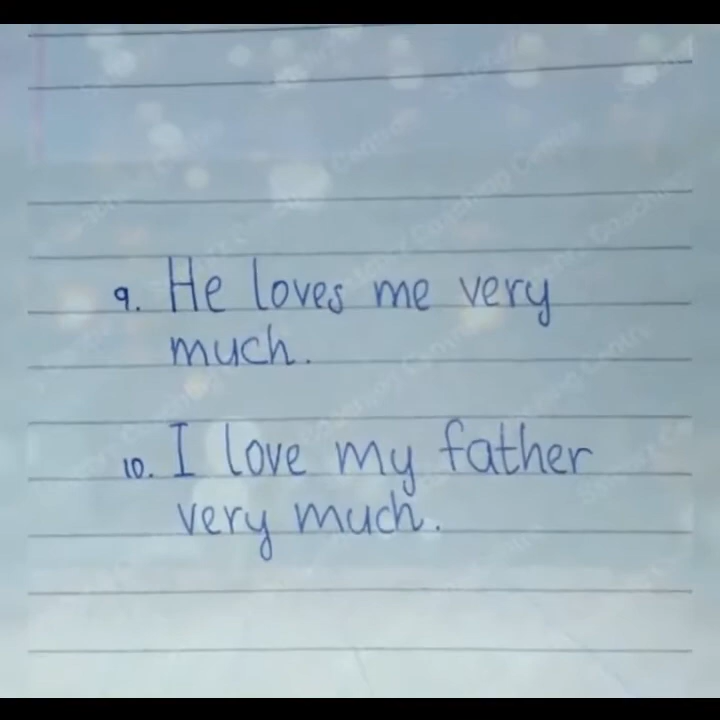 9. He loves me very
much.
10. I love my father
very much.